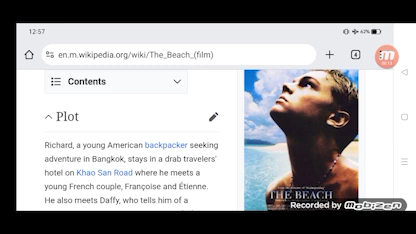 12:57
62%
en.m.wikipedia.org/wiki/The_Beach_(film)
4
Contents
Plot
Richard, a young American backpacker seeking
adventure in Bangkok, stays in a drab travelers'
hotel on Khao San Road where he meets a
young French couple, Françoise and Étienne.
He also meets Daffy, who tells him of a
THE BEACH
Recorded by mobizen